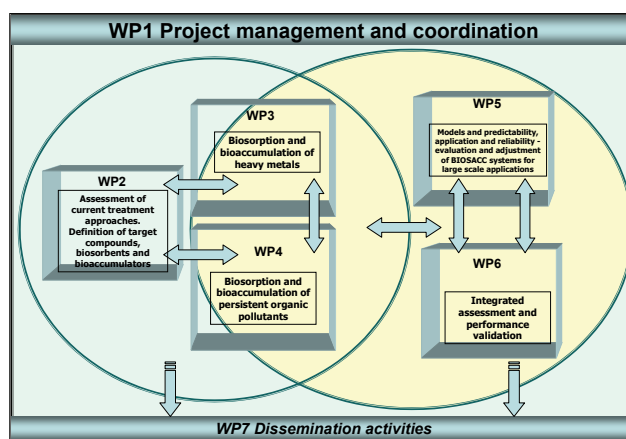 WP1 Project management and coordination
WP3
Biosorption and
bioaccumulation of
heavy metals
WP5
Models and predictability,
application and reliability -
evaluation and adjustment
of BIOSACC systems for
large scale applications
WP2
Assessment of
current treatment
approaches.
Definition of target
compounds,
biosorbents and
bioaccumulators
WP4
Biosorption and
bioaccumulation of
persistent organic
pollutants
WP6
Integrated
assessment and
performance
validation
WP7 Dissemination activities